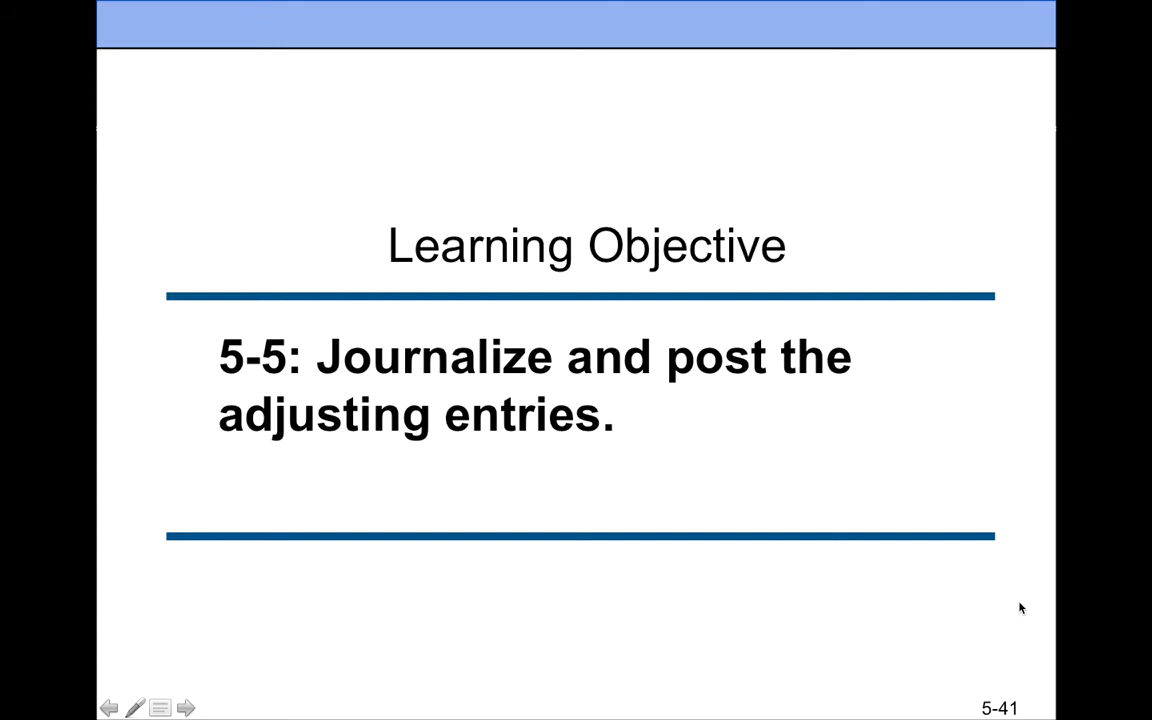 Learning Objective
5-5: Journalize and post the
adjusting entries.
5-41